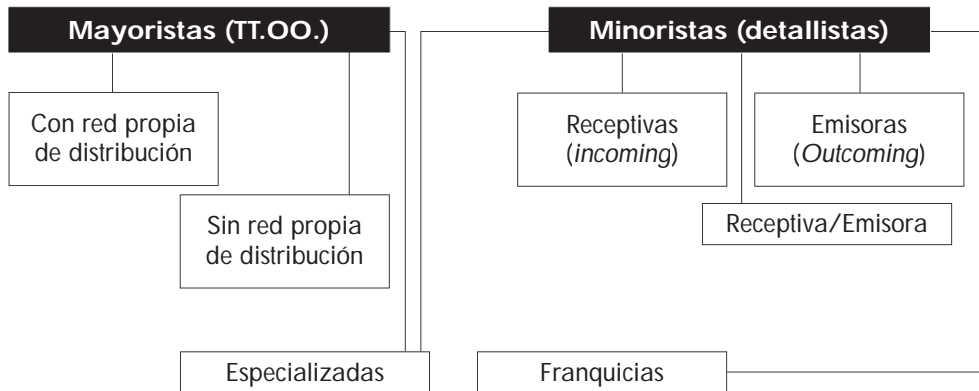 Mayoristas (TT.OO.)
Con red propia
de distribución
Sin red propia
de distribución
Minoristas (detallistas)
Receptivas
(incoming)
Emisoras
(Outcoming)
Receptiva/Emisora
Especializadas
Franquicias